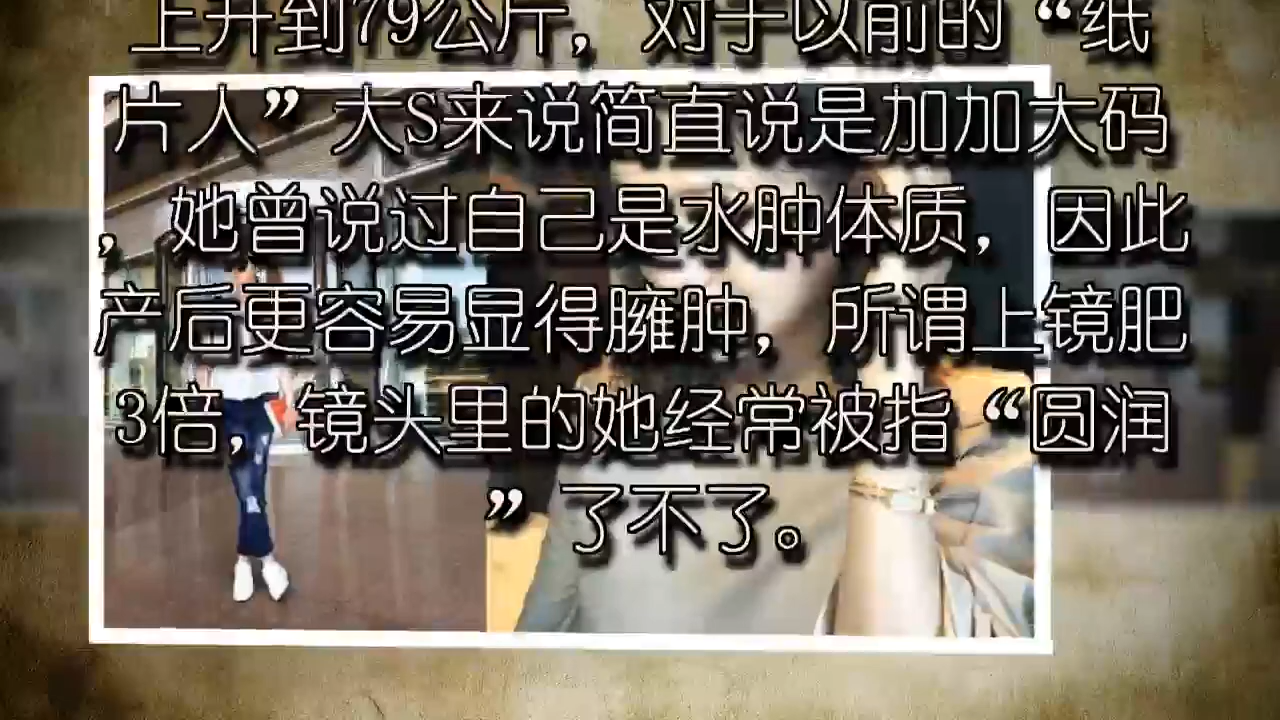 上升到79公斤，对于以前的“纸
片人”大S来说简直说是加加大码
，她曾说过自己是水肿体质，因此
产后更容易显得臃肿，所谓上镜肥
3倍，镜头里的她经常被指“圆润
”了不了。